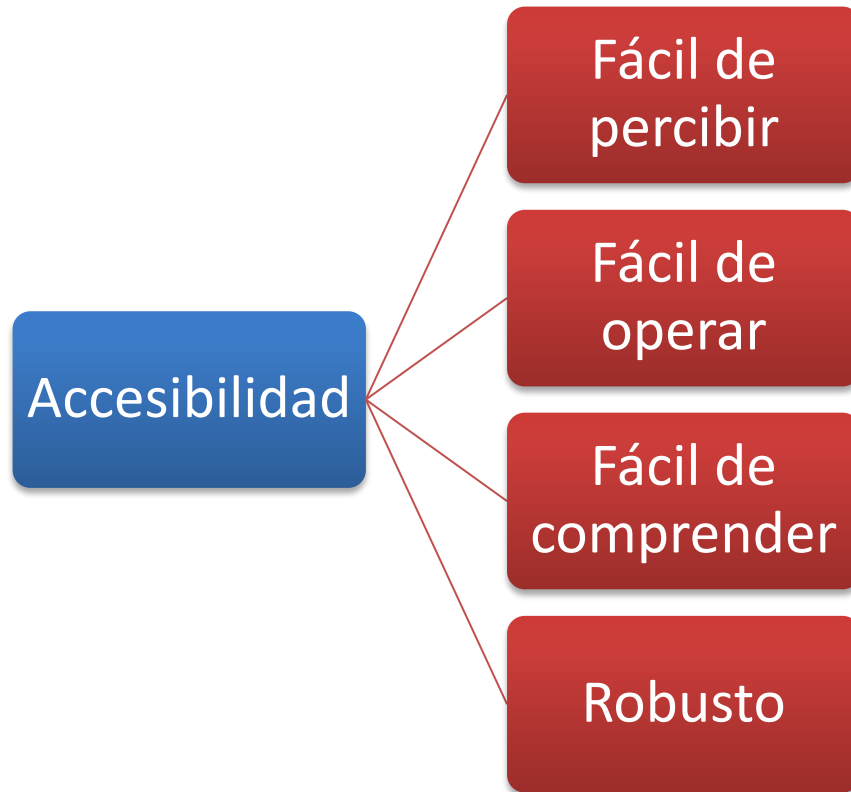 Fácil de
percibir
Fácil de
operar
Accesibilidad
Fácil de
comprender
Robusto